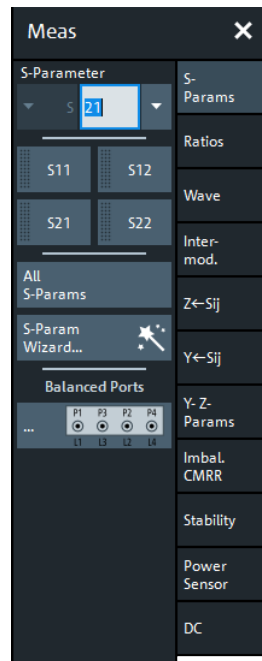 Meas
S-Parameter
S 21
S11 S12
S21 S22
All
S-Params
S-Param
Wizard...
Balanced Ports
... P1 P3 P2 P4
L1 L3 L2 L4
S-
Params
Ratios
Wave
Inter-
mod.
Z←Sij
Y←Sij
Y- Z-
Params
Imbal.
CMRR
Stability
Power
Sensor
DC